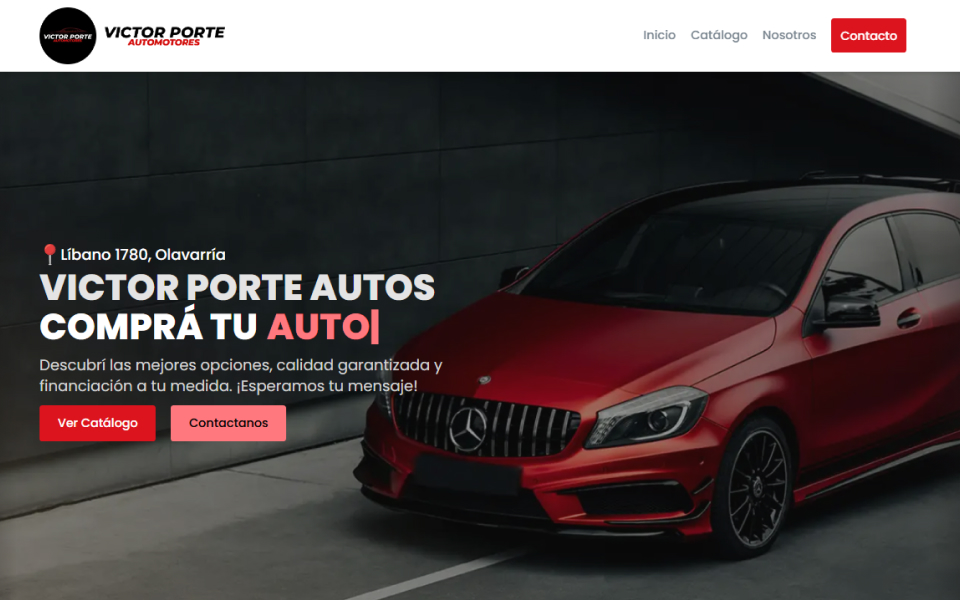 VICTOR PORTE
AUTOMOTORES
VICTOR PORTE
AUTOMOTORES
Inicio
Catálogo
Nosotros
Contacto
📍Líbano 1780, Olavarría
VICTOR PORTE AUTOS
COMPRÁ TU AUTO|
Descubrí las mejores opciones, calidad garantizada y
financiación a tu medida. ¡Esperamos tu mensaje!
Ver Catálogo
Contactanos